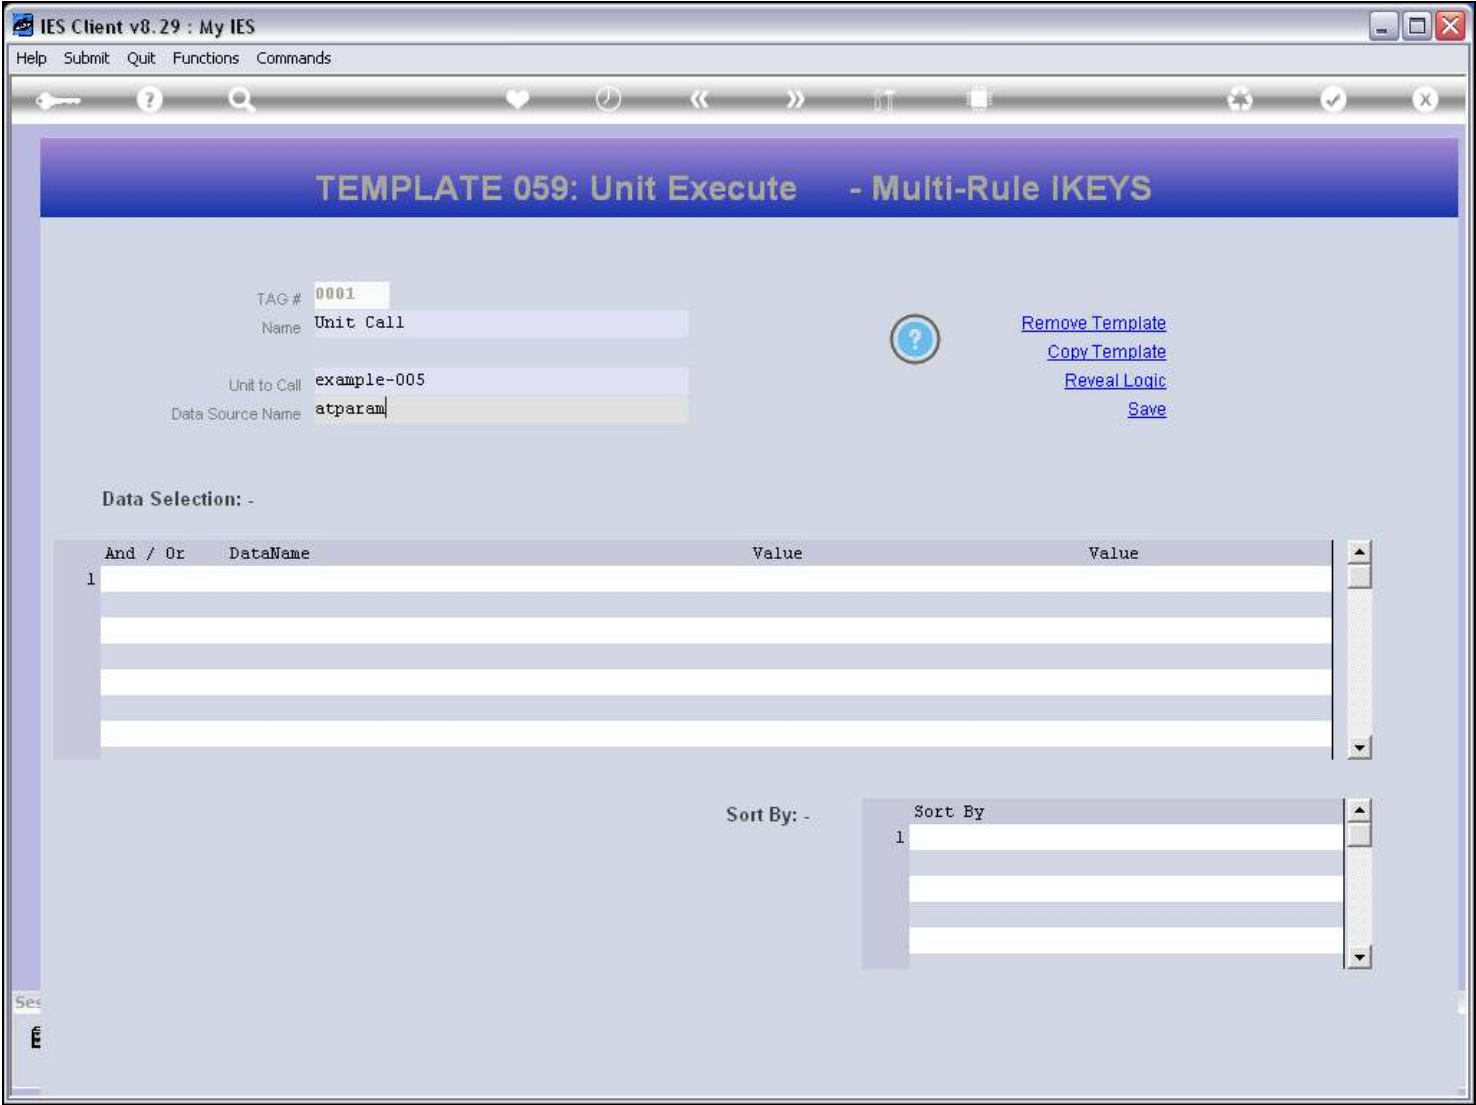 IES Client v8.29 : My IES
Help Submit Quit Functions Commands
TEMPLATE 059: Unit Execute - Multi-Rule IKEYS
TAG # 0001
Name Unit Call
Remove Template
Copy Template
Unit to Call example-005
Reveal Logic
Data Source Name atparam
Save
Data Selection: -
And / Or DataName Value Value
1
Sort By: -
Sort By
1
Ses